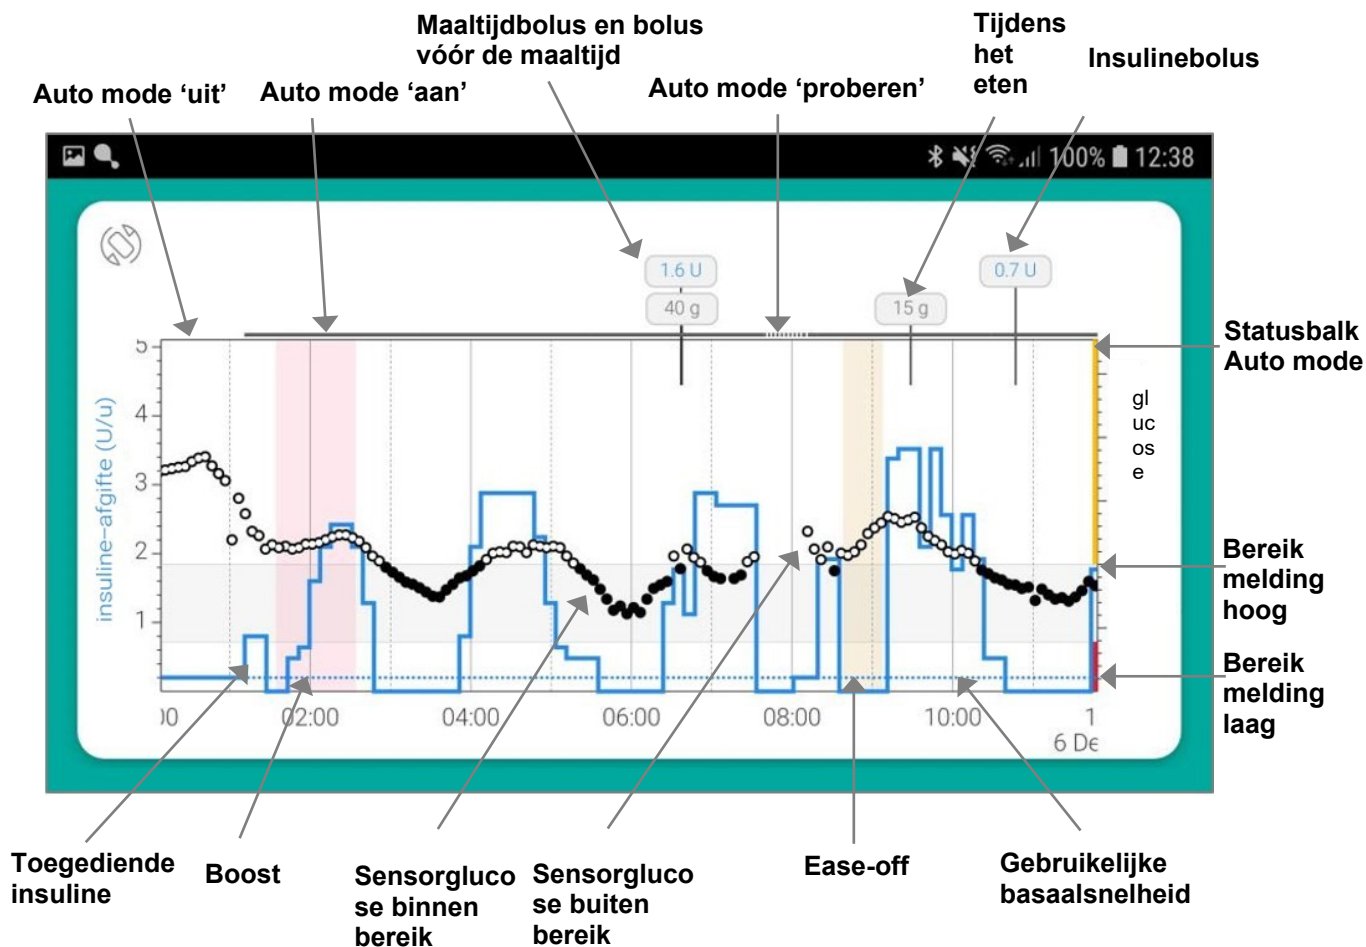 Maaltijdbolus en bolus
vóór de maaltijd
Tijdens
het
eten
Insulinebolus
Auto mode ‘uit’
Auto mode ‘aan’
Auto mode ‘proberen’
100% 12:38
1.6 U
0.7 U
40 g
15 g
Statusbalk
Auto mode
5
4
3
2
1
insuline-afgifte (U/u)
gl
uc
os
e
Bereik
melding
hoog
Bereik
melding
laag
00 02:00 04:00 06:00 08:00 10:00 1
6 De
Toegediende
insuline
Boost
Sensorgluco
se binnen
bereik
Sensorgluco
se buiten
bereik
Ease-off
Gebruikelijke
basaalsnelheid